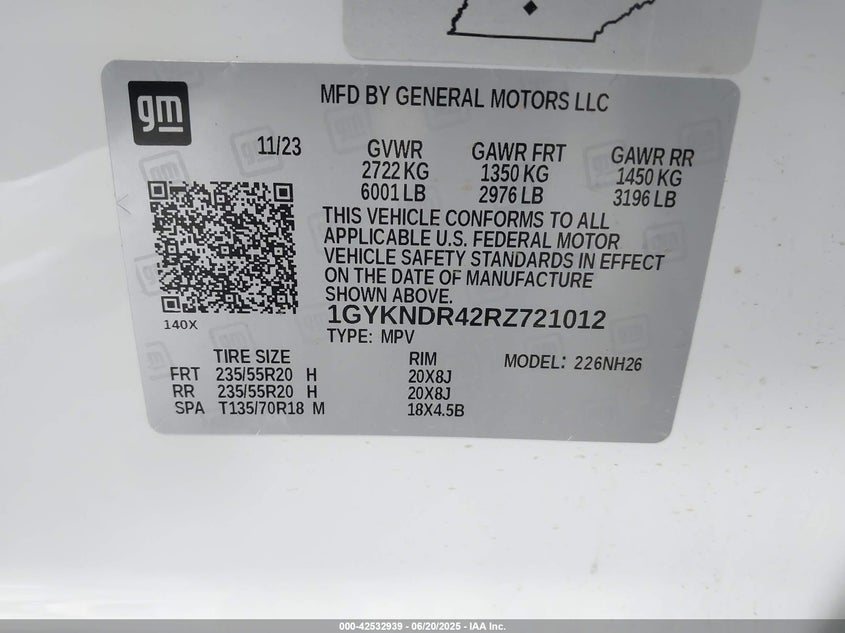 gm
MFD BY GENERAL MOTORS LLC
11/23 GVWR GAWR FRT GAWR RR
2722 KG 1350 KG 1450 KG
6001 LB 2976 LB 3196 LB
THIS VEHICLE CONFORMS TO ALL
APPLICABLE U.S. FEDERAL MOTOR
VEHICLE SAFETY STANDARDS IN EFFECT
ON THE DATE OF MANUFACTURE
SHOWN ABOVE.
140X
1GYKNDR42RZ721012
TYPE: MPV
TIRE SIZE RIM MODEL: 226NH26
FRT 235/55R20 H 20X8J
RR 235/55R20 H 20X8J
SPA T135/70R18 M 18X4.5B
000-42532939 - 06/20/2025 - IAA Inc.